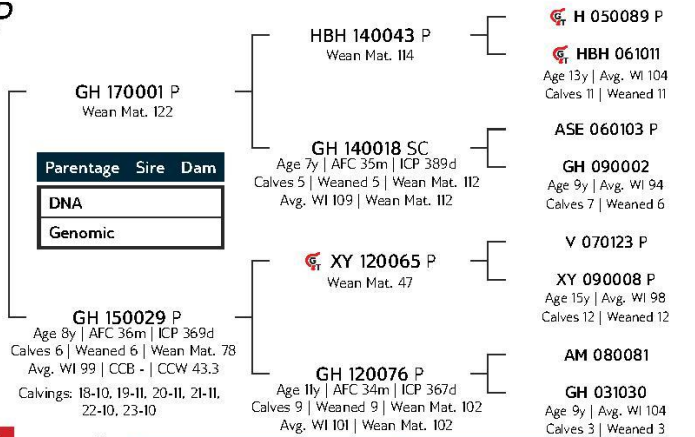 P
GH 170001 P
Wean Mat. 122
Parentage Sire Dam
DNA
Genomic
GH 150029 P
Age 8y | AFC 36m | ICP 369d
Calves 6 | Weaned 6 | Wean Mat. 78
Avg. WI 99 | CCB - | CCW 43.3
Calvings: 18-10, 19-11, 20-11, 21-11,
22-10, 23-10
HBH 140043 P
Wean Mat. 114
GH 140018 SC
Age 7y | AFC 35m | ICP 389d
Calves 5 | Weaned 5 | Wean Mat. 112
Avg. WI 109 | Wean Mat. 112
GT XY 120065 P
Wean Mat. 47
GH 120076 P
Age 11y | AFC 34m | ICP 367d
Calves 9 | Weaned 9 | Wean Mat. 102
Avg. WI 101 | Wean Mat. 102
GT H 050089 P
GT HBH 061011
Age 13y | Avg. WI 104
Calves 11 | Weaned 11
ASE 060103 P
GH 090002
Age 9y | Avg. WI 94
Calves 7 | Weaned 6
V 070123 P
XY 090008 P
Age 15y | Avg. WI 98
Calves 12 | Weaned 12
AM 080081
GH 031030
Age 9y | Avg. WI 104
Calves 3 | Weaned 3